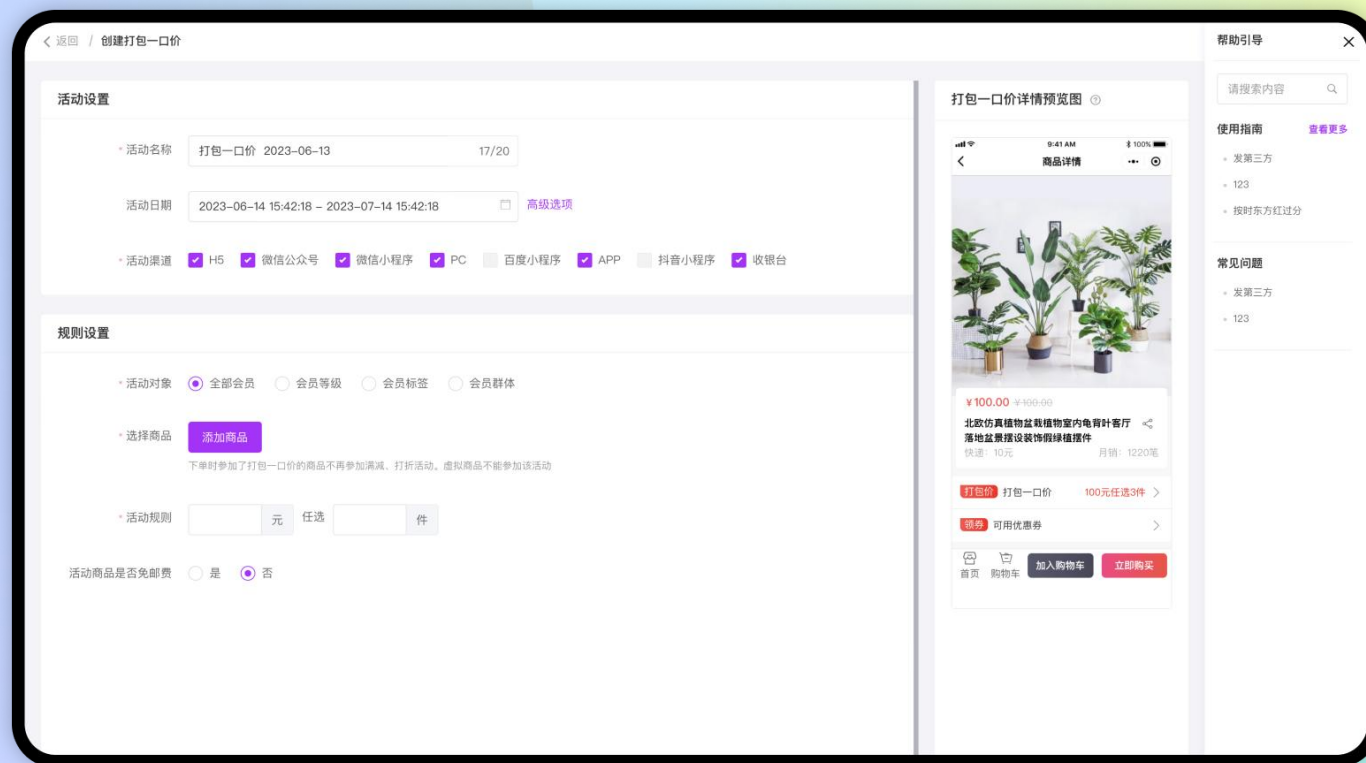 返回 / 创建打包一口价
活动设置
* 活动名称 打包一口价 2023-06-13 17/20
活动日期 2023-06-14 15:42:18 - 2023-07-14 15:42:18 高级选项
* 活动渠道 H5 微信公众号 微信小程序 PC 百度小程序 APP 抖音小程序 收银台
规则设置
* 活动对象 全部会员 会员等级 会员标签 会员群体
* 选择商品 添加商品
下单时参加了打包一口价的商品不再参加满减、打折活动。虚拟商品不能参加该活动
* 活动规则 元 任选 件
活动商品是否免邮费 是 否
打包一口价详情预览图
9:41 AM 100%
商品详情
¥100.00 ¥100.00
北欧仿真植物盆栽植物室内龟背叶客厅
落地盆景摆设装饰假绿植摆件
快递：10元 月销：1220笔
打包价 打包一口价 100元任选3件
领券 可用优惠券
首页 购物车 加入购物车 立即购买
帮助引导
请搜索内容
使用指南 查看更多
发第三方
123
按时东方红过分
常见问题
发第三方
123